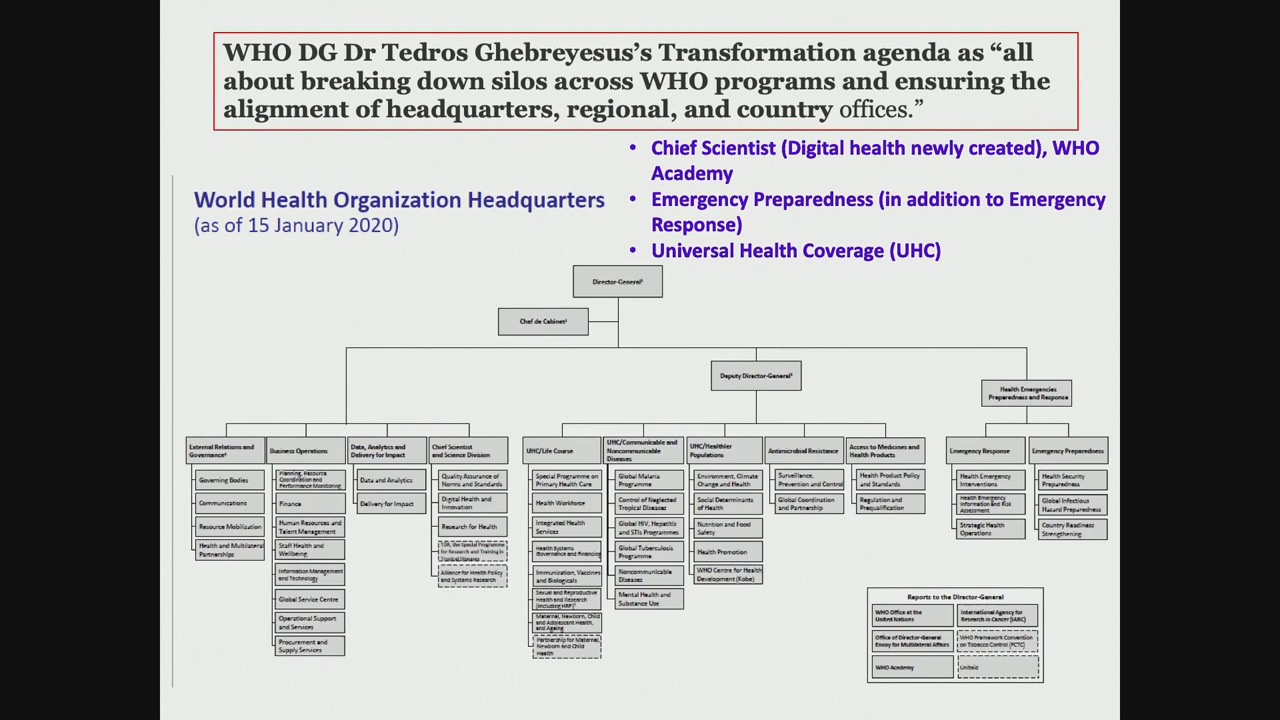 WHO DG Dr Tedros Ghebreyesus’s Transformation agenda as “all
about breaking down silos across WHO programs and ensuring the
alignment of headquarters, regional, and country offices.”
• Chief Scientist (Digital health newly created), WHO
Academy
• Emergency Preparedness (in addition to Emergency
Response)
• Universal Health Coverage (UHC)
World Health Organization Headquarters
(as of 15 January 2020)
Director-General
Chef de Cabinet
Deputy Director-General
Health Emergencies
Preparedness and Response
External Relations and
Governance
Governing Bodies
Communications
Resource Mobilization
Health and Multilateral
Partnerships
Business Operations
Planning, Resource
Coordination and
Performance Monitoring
Finance
Human Resources and
Talent Management
Staff Health and
Wellbeing
Information Management
and Technology
Global Service Centre
Operational Support
and Services
Procurement and
Supply Services
Data, Analytics and
Delivery for Impact
Data and Analytics
Delivery for Impact
Chief Scientist
and Science Division
Quality Assurance of
Norms and Standards
Digital Health and
Innovation
Research for Health
TDR, the Special Programme
for Research and Training in
Tropical Diseases
Alliance for Health Policy
and Systems Research
UHC/Life Course
Special Programme on
Primary Health Care
Health Workforce
Integrated Health
Services
Health Systems
Governance and Financing
Immunization, Vaccines
and Biologicals
Sexual and Reproductive
Health and Research
(including HRP)
Maternal, Newborn, Child
and Adolescent Health,
and Ageing
Partnership for Maternal,
Newborn and Child
Health
UHC/Communicable and
Noncommunicable
Diseases
Global Malaria
Programme
Control of Neglected
Tropical Diseases
Global HIV, Hepatitis
and STIs Programmes
Global Tuberculosis
Programme
Noncommunicable
Diseases
Mental Health and
Substance Use
UHC/Healthier
Populations
Environment, Climate
Change and Health
Social Determinants
of Health
Nutrition and Food
Safety
Health Promotion
WHO Centre for Health
Development (Kobe)
Antimicrobial Resistance
Surveillance,
Prevention and Control
Global Coordination
and Partnership
Access to Medicines and
Health Products
Health Product Policy
and Standards
Regulation and
Prequalification
Emergency Response
Health Emergency
Interventions
Health Emergency
Information and Risk
Assessment
Strategic Health
Operations
Emergency Preparedness
Health Security
Preparedness
Global Infectious
Hazard Preparedness
Country Readiness
Strengthening
Reports to the Director-General
WHO Office at the
United Nations
International Agency for
Research in Cancer (IARC)
Office of Director-General
Envoy for Multilateral Affairs
WHO Framework Convention
on Tobacco Control (FCTC)
WHO Academy
Unitaid